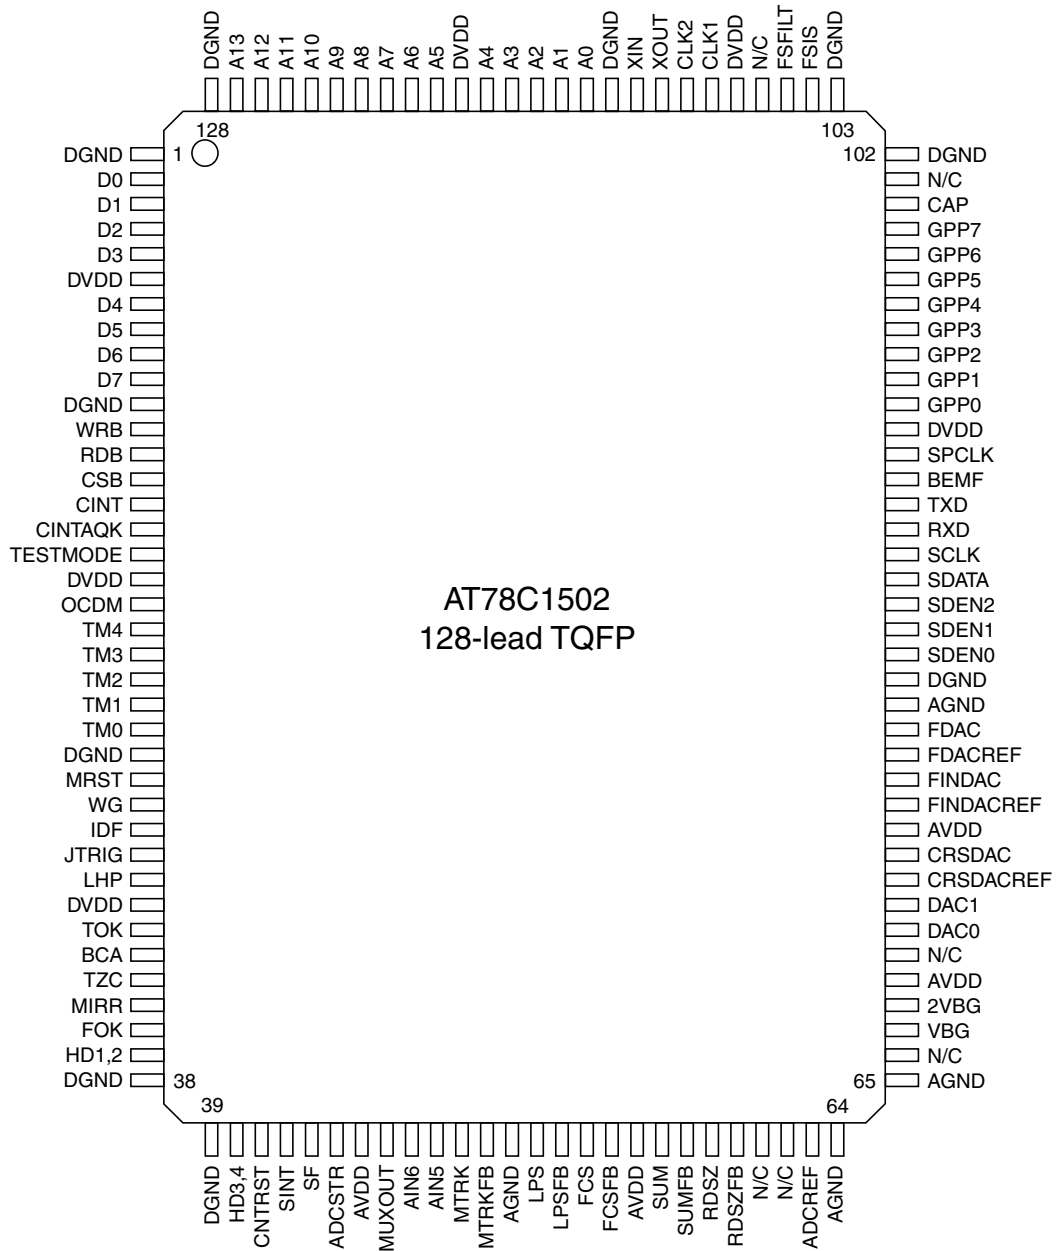 DGND
A13
A12
A11
A10
A9
A8
A7
A6
A5
DVDD
A4
A3
A2
A1
A0
DGND
XIN
XOUT
CLK2
CLK1
DVDD
N/C
FSFILT
FSIS
DGND
128
103
1
102
DGND
D0
D1
D2
D3
DVDD
D4
D5
D6
D7
DGND
WRB
RDB
CSB
CINT
CINTAQK
TESTMODE
DVDD
OCDM
TM4
TM3
TM2
TM1
TM0
DGND
MRST
WG
IDF
JTRIG
LHP
DVDD
TOK
BCA
TZC
MIRR
FOK
HD1,2
DGND
AT78C1502
128-lead TQFP
DGND
N/C
CAP
GPP7
GPP6
GPP5
GPP4
GPP3
GPP2
GPP1
GPP0
DVDD
SPCLK
BEMF
TXD
RXD
SCLK
SDATA
SDEN2
SDEN1
SDEN0
DGND
AGND
FDAC
FDACREF
FINDAC
FINDACREF
AVDD
CRSDAC
CRSDACREF
DAC1
DAC0
N/C
AVDD
2VBG
VBG
N/C
AGND
38
65
39
64
DGND
HD3,4
CNTRST
SINT
SF
ADCSTR
AVDD
MUXOUT
AIN6
AIN5
MTRK
MTRKFB
AGND
LPS
LPSFB
FCS
FCSFB
AVDD
SUM
SUMFB
RDSZ
RDSZFB
N/C
N/C
ADCREF
AGND